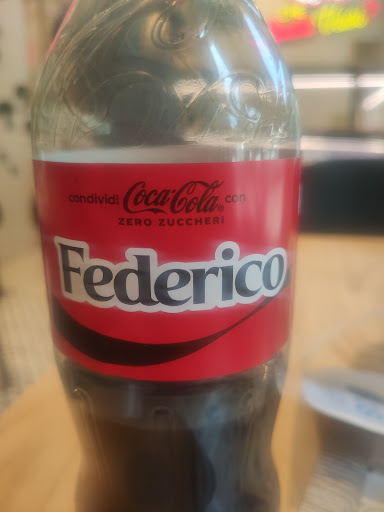 condividi Coca-Cola con
ZERO ZUCCHERI
Federico